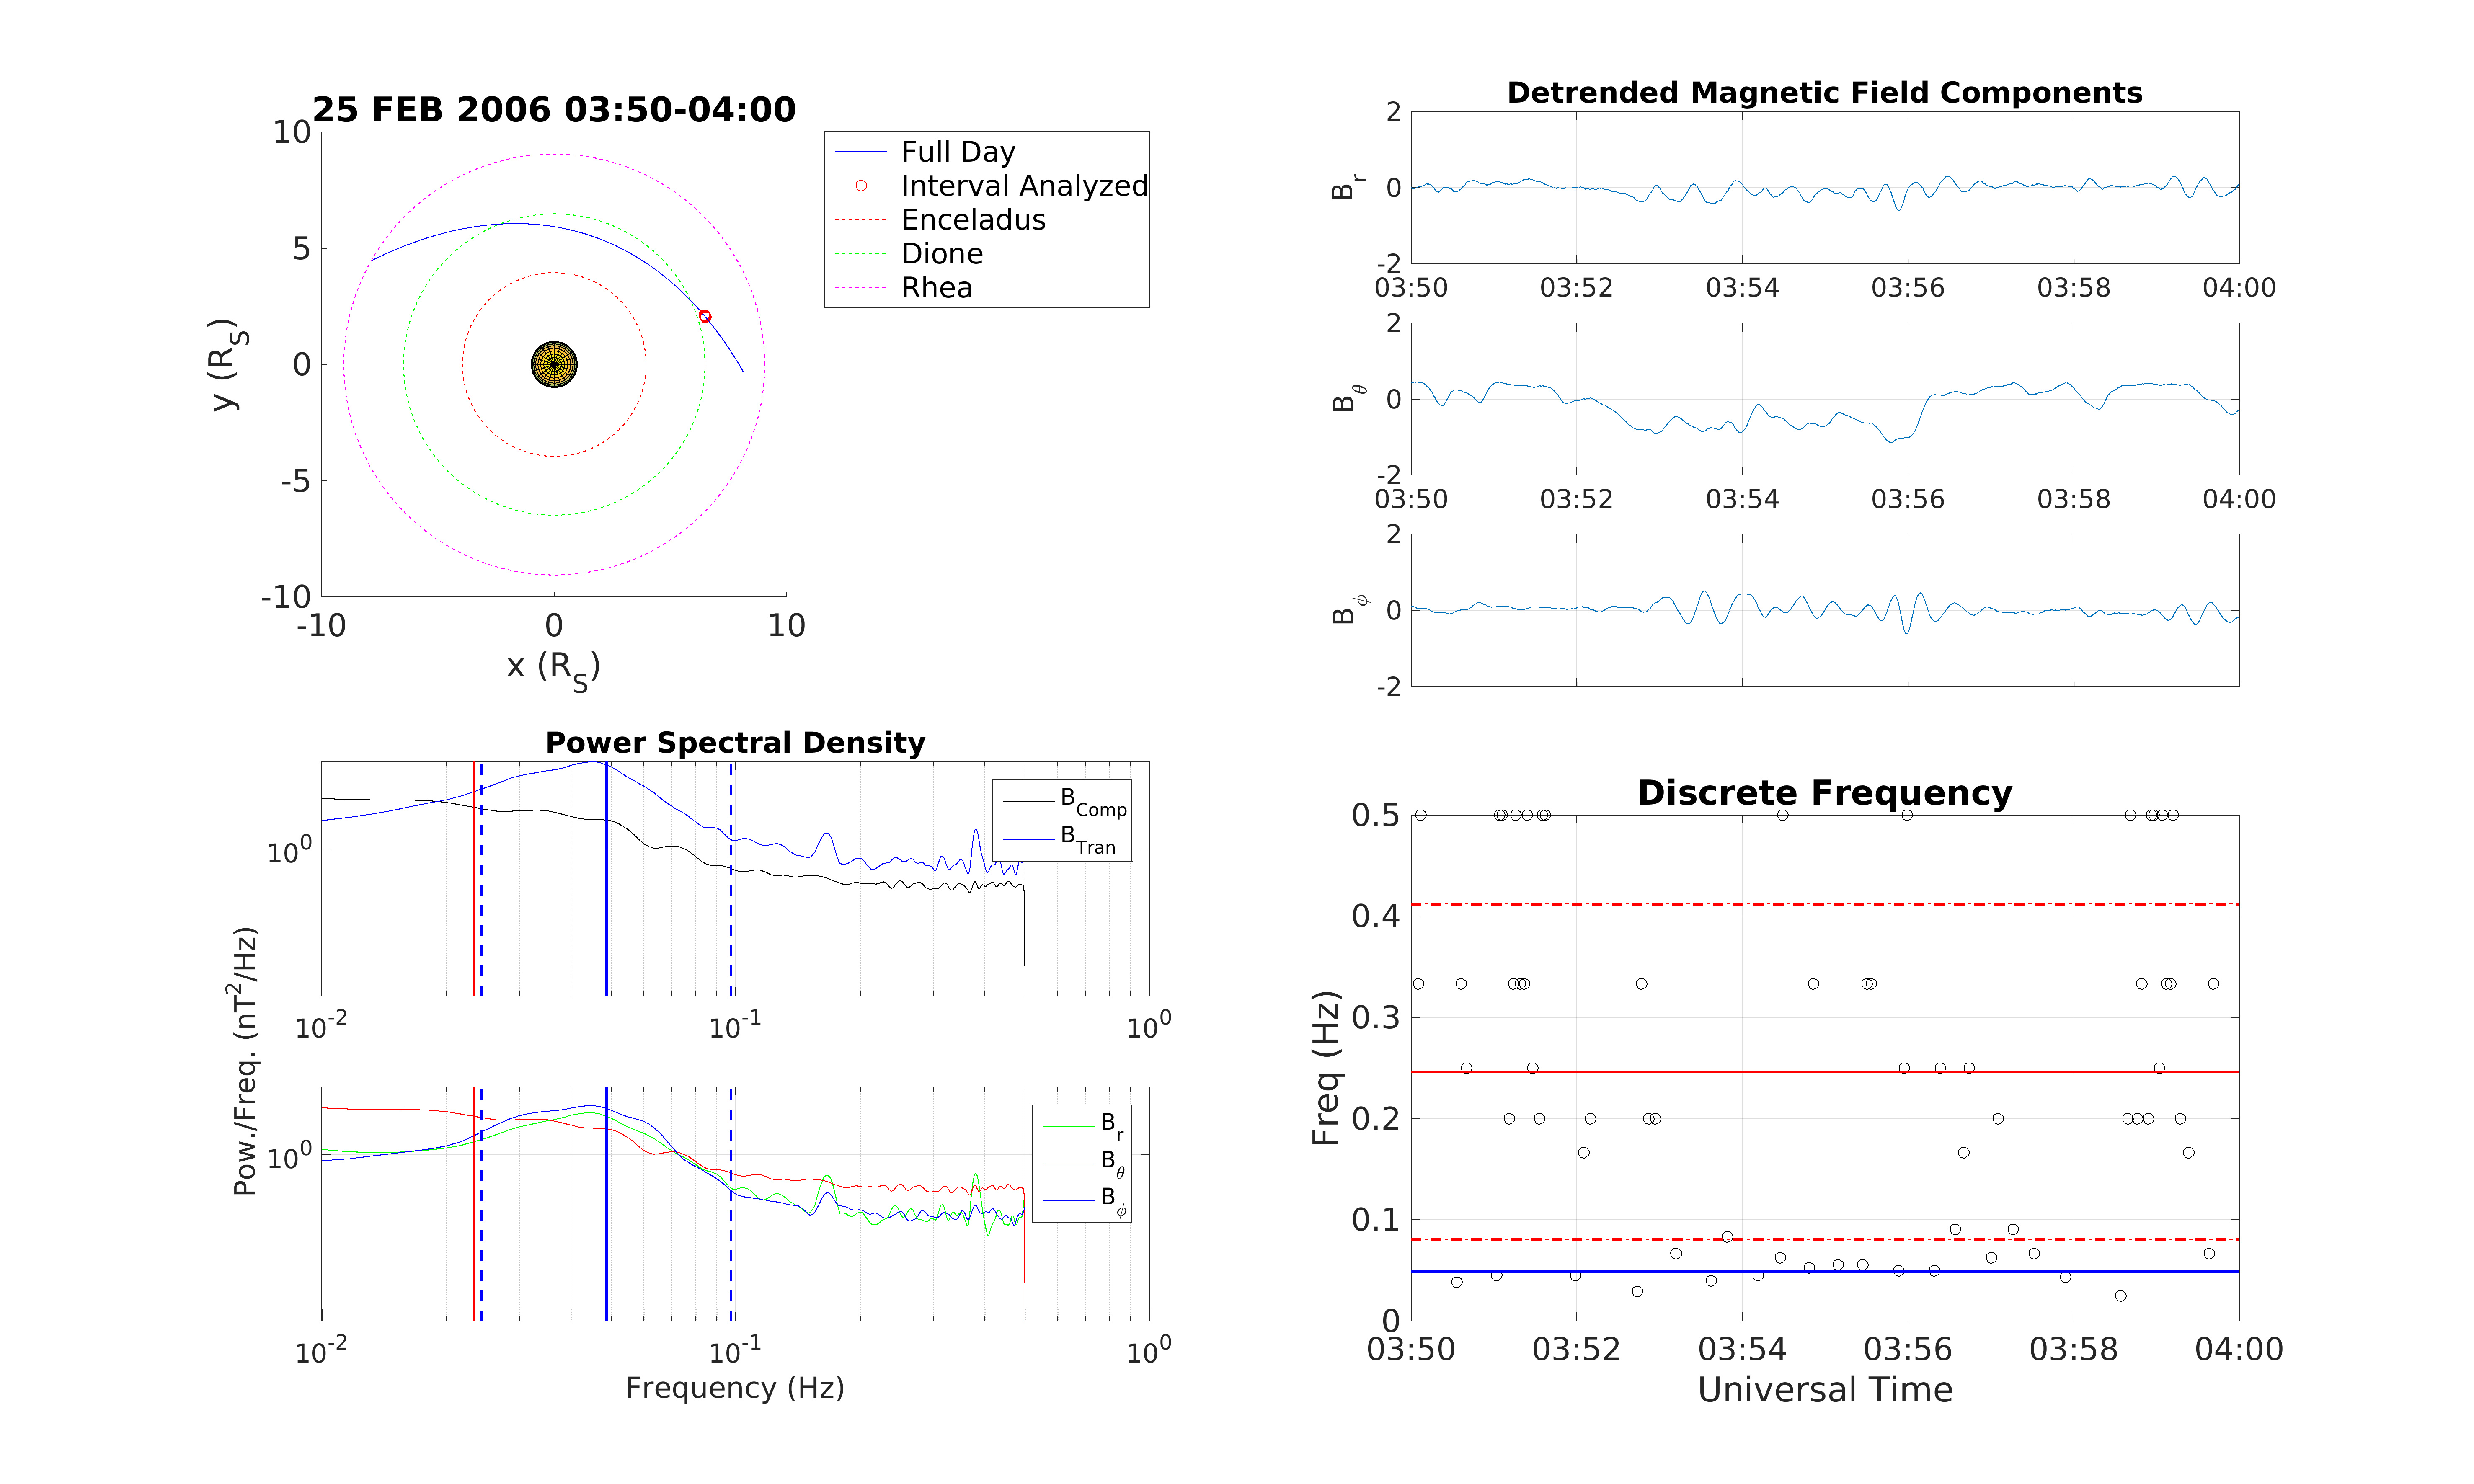 25 FEB 2006 03:50-04:00
10
5
0
-5
-10
-10 0 10
y (R_S)
x (R_S)
Full Day
Interval Analyzed
Enceladus
Dione
Rhea
Detrended Magnetic Field Components
2
0
-2
B_r
03:50 03:52 03:54 03:56 03:58 04:00
2
0
-2
B_θ
03:50 03:52 03:54 03:56 03:58 04:00
2
0
-2
B_ϕ
Power Spectral Density
10^0
B_Comp
B_Tran
10^-2 10^-1 10^0
Pow./Freq. (nT^2/Hz)
10^0
B_r
B_θ
B_ϕ
10^-2 10^-1 10^0
Frequency (Hz)
Discrete Frequency
0.5
0.4
0.3
0.2
0.1
0
Freq (Hz)
03:50 03:52 03:54 03:56 03:58 04:00
Universal Time